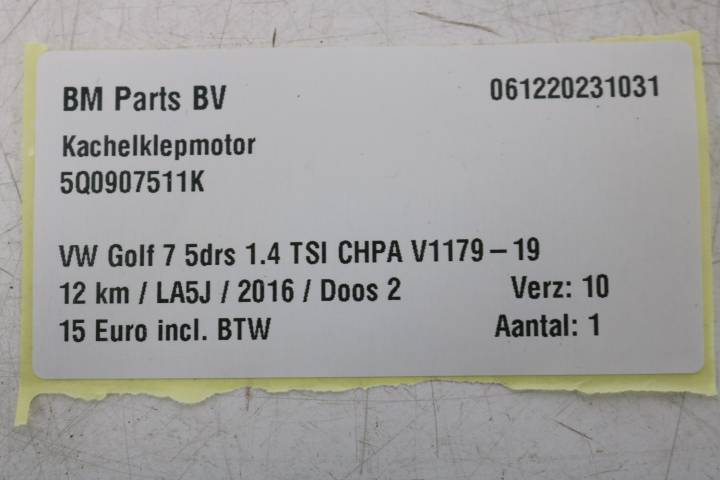 BM Parts BV 061220231031
Kachelklepmotor
5Q0907511K
VW Golf 7 5drs 1.4 TSI CHPA V1179 – 19
12 km / LA5J / 2016 / Doos 2 Verz: 10
15 Euro incl. BTW Aantal: 1